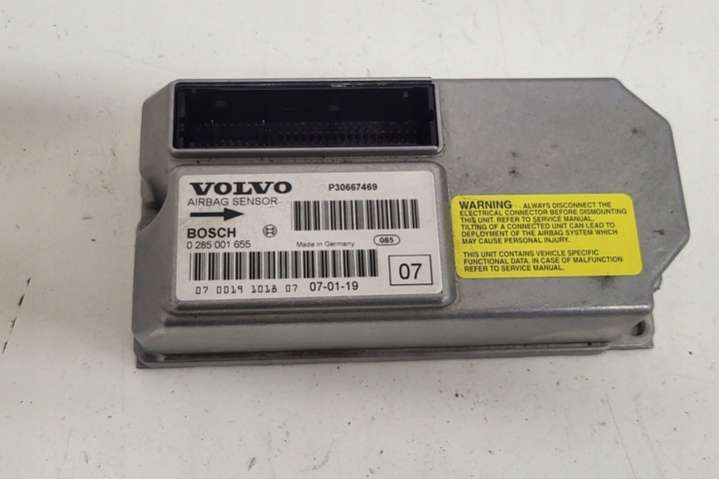 VOLVO
P30667469
AIRBAG SENSOR
BOSCH
0 285 001 655
Made in Germany
07
07 0019 1018 07
07-01-19
WARNING - ALWAYS DISCONNECT THE
ELECTRICAL CONNECTOR BEFORE DISMOUNTING
THIS UNIT. REFER TO SERVICE MANUAL.
TILTING OF A CONNECTED UNIT CAN LEAD TO
DEPLOYMENT OF THE AIRBAG SYSTEM WHICH
MAY CAUSE PERSONAL INJURY.
THIS UNIT CONTAINS VEHICLE SPECIFIC
FUNCTIONAL DATA. IN CASE OF MALFUNCTION
REFER TO SERVICE MANUAL.